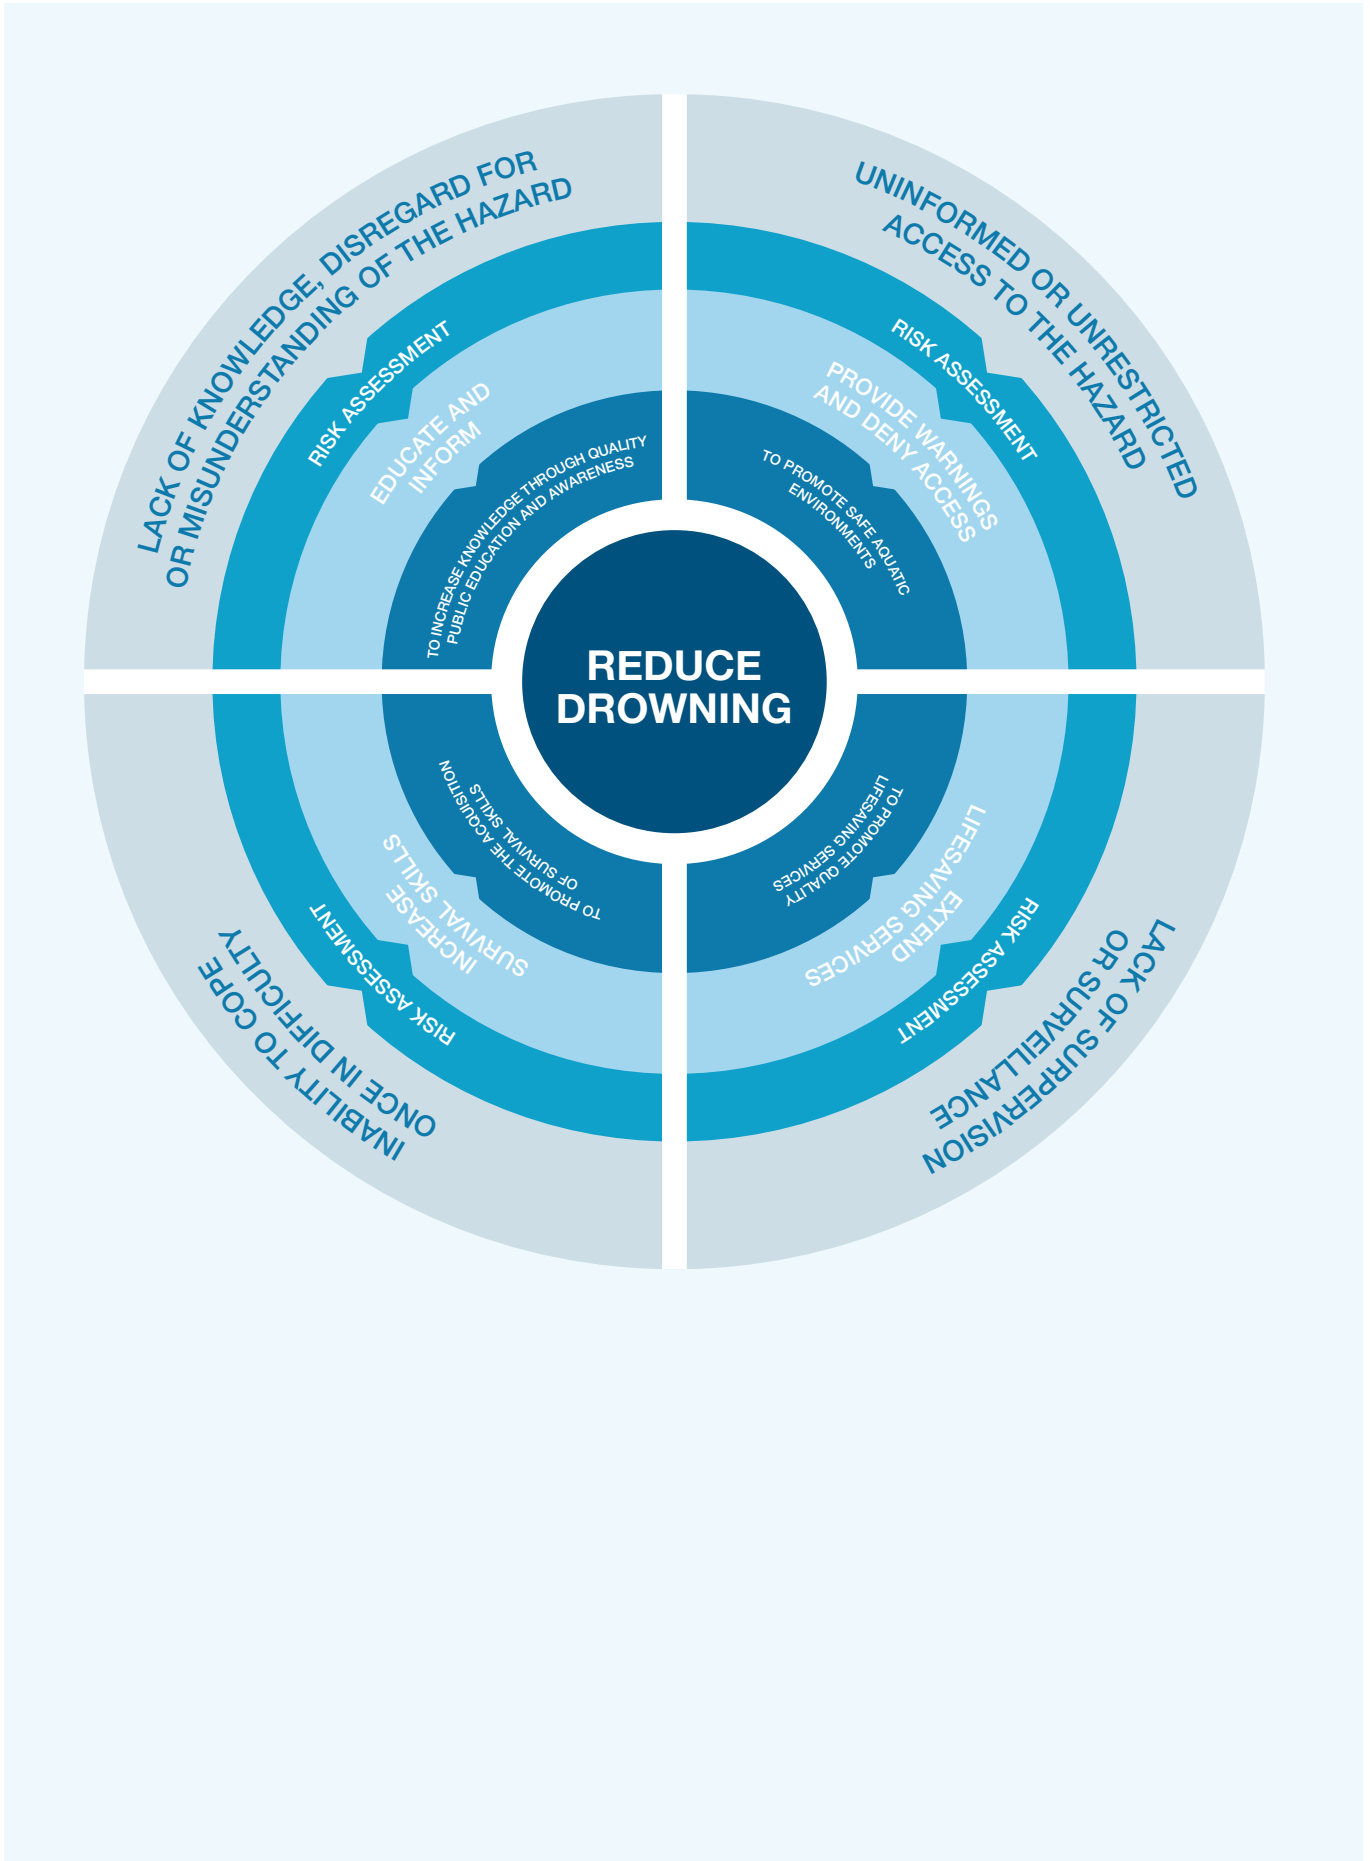 LACK OF KNOWLEDGE, DISREGARD FOR
OR MISUNDERSTANDING OF THE HAZARD
RISK ASSESSMENT
EDUCATE AND
INFORM
TO INCREASE KNOWLEDGE THROUGH QUALITY
PUBLIC EDUCATION AND AWARENESS
UNINFORMED OR UNRESTRICTED
ACCESS TO THE HAZARD
RISK ASSESSMENT
PROVIDE WARNINGS
AND DENY ACCESS
TO PROMOTE SAFE AQUATIC
ENVIRONMENTS
REDUCE
DROWNING
LACK OF SURPERVISION
OR SURVEILLANCE
RISK ASSESSMENT
EXTEND
LIFESAVING SERVICES
TO PROMOTE QUALITY
LIFESAVING SERVICES
INABILITY TO COPE
ONCE IN DIFFICULTY
RISK ASSESSMENT
INCREASE
SURVIVAL SKILLS
TO PROMOTE THE ACQUISITION
OF SURVIVAL SKILLS